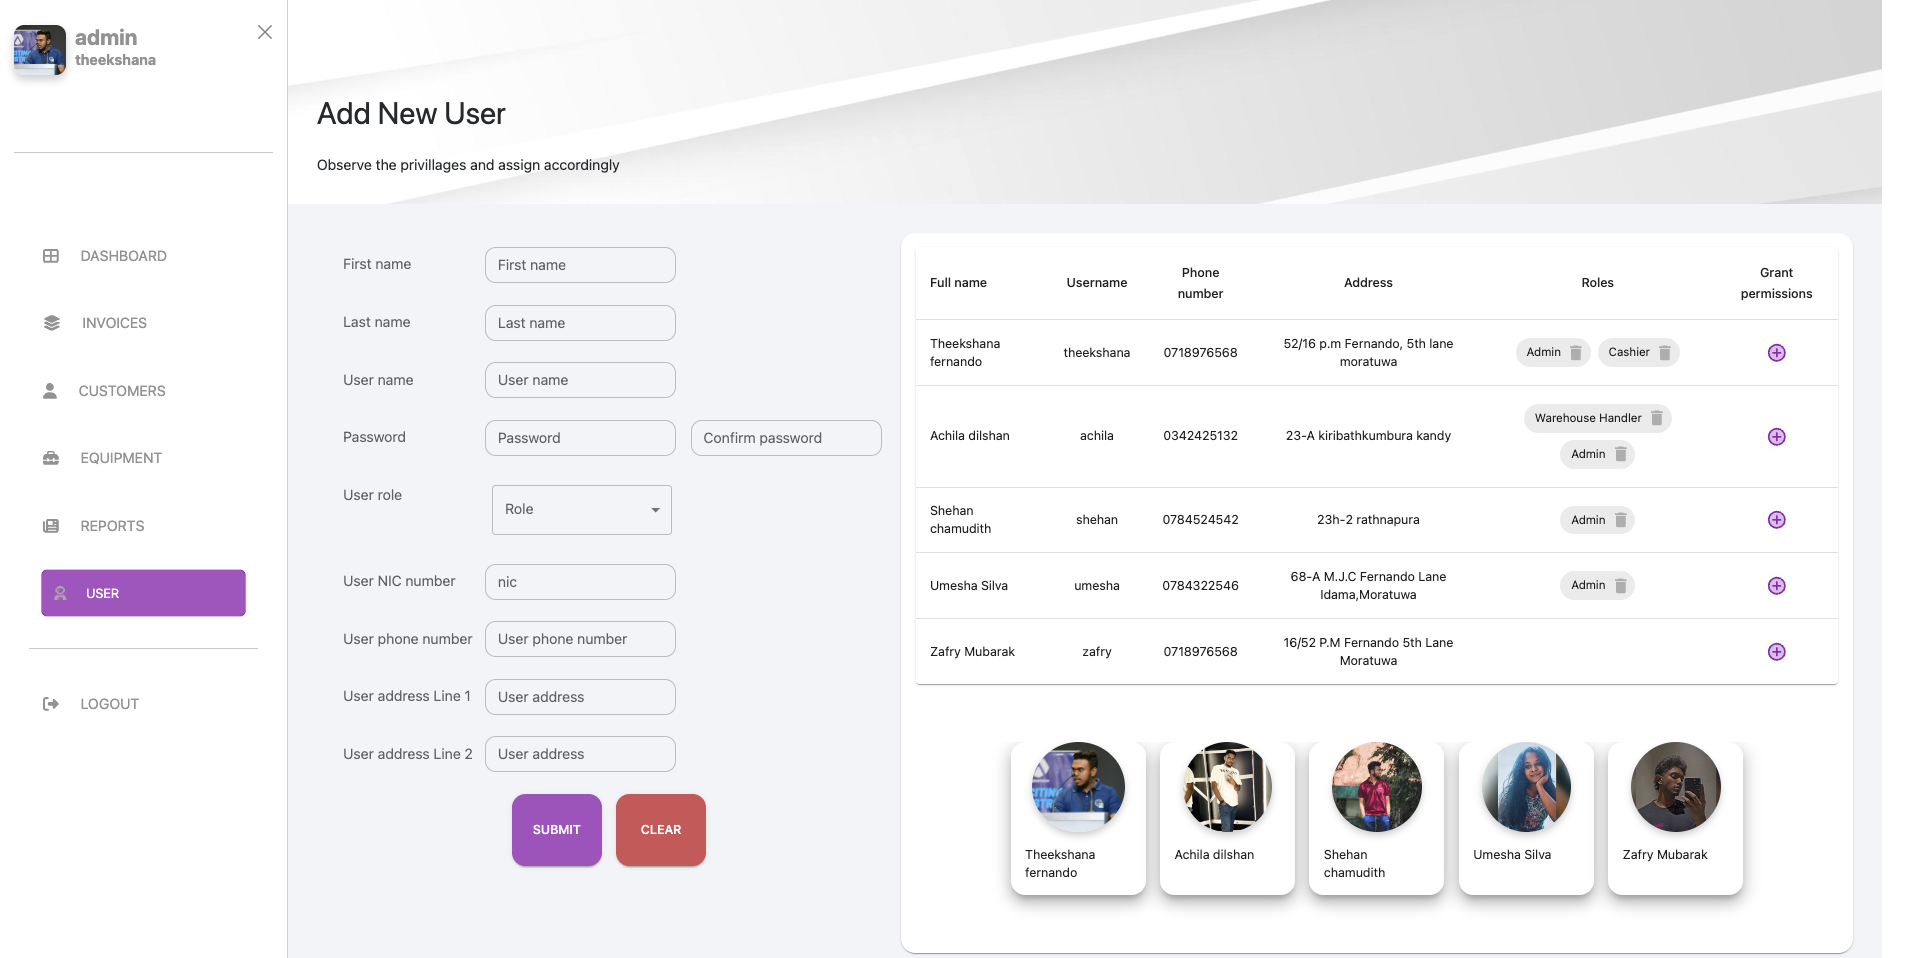 admin
theekshana
DASHBOARD
INVOICES
CUSTOMERS
EQUIPMENT
REPORTS
USER
LOGOUT
Add New User
Observe the privillages and assign accordingly
First name First name
Last name Last name
User name User name
Password Password Confirm password
User role Role
User NIC number nic
User phone number User phone number
User address Line 1 User address
User address Line 2 User address
SUBMIT CLEAR
Full name Username Phone number Address Roles Grant permissions
Theekshana fernando theekshana 0718976568 52/16 p.m Fernando, 5th lane moratuwa Admin Cashier
Achila dilshan achila 0342425132 23-A kiribathkumbura kandy Warehouse Handler Admin
Shehan chamudith shehan 0784524542 23h-2 rathnapura Admin
Umesha Silva umesha 0784322546 68-A M.J.C Fernando Lane Idama,Moratuwa Admin
Zafry Mubarak zafry 0718976568 16/52 P.M Fernando 5th Lane Moratuwa
Theekshana fernando
Achila dilshan
Shehan chamudith
Umesha Silva
Zafry Mubarak